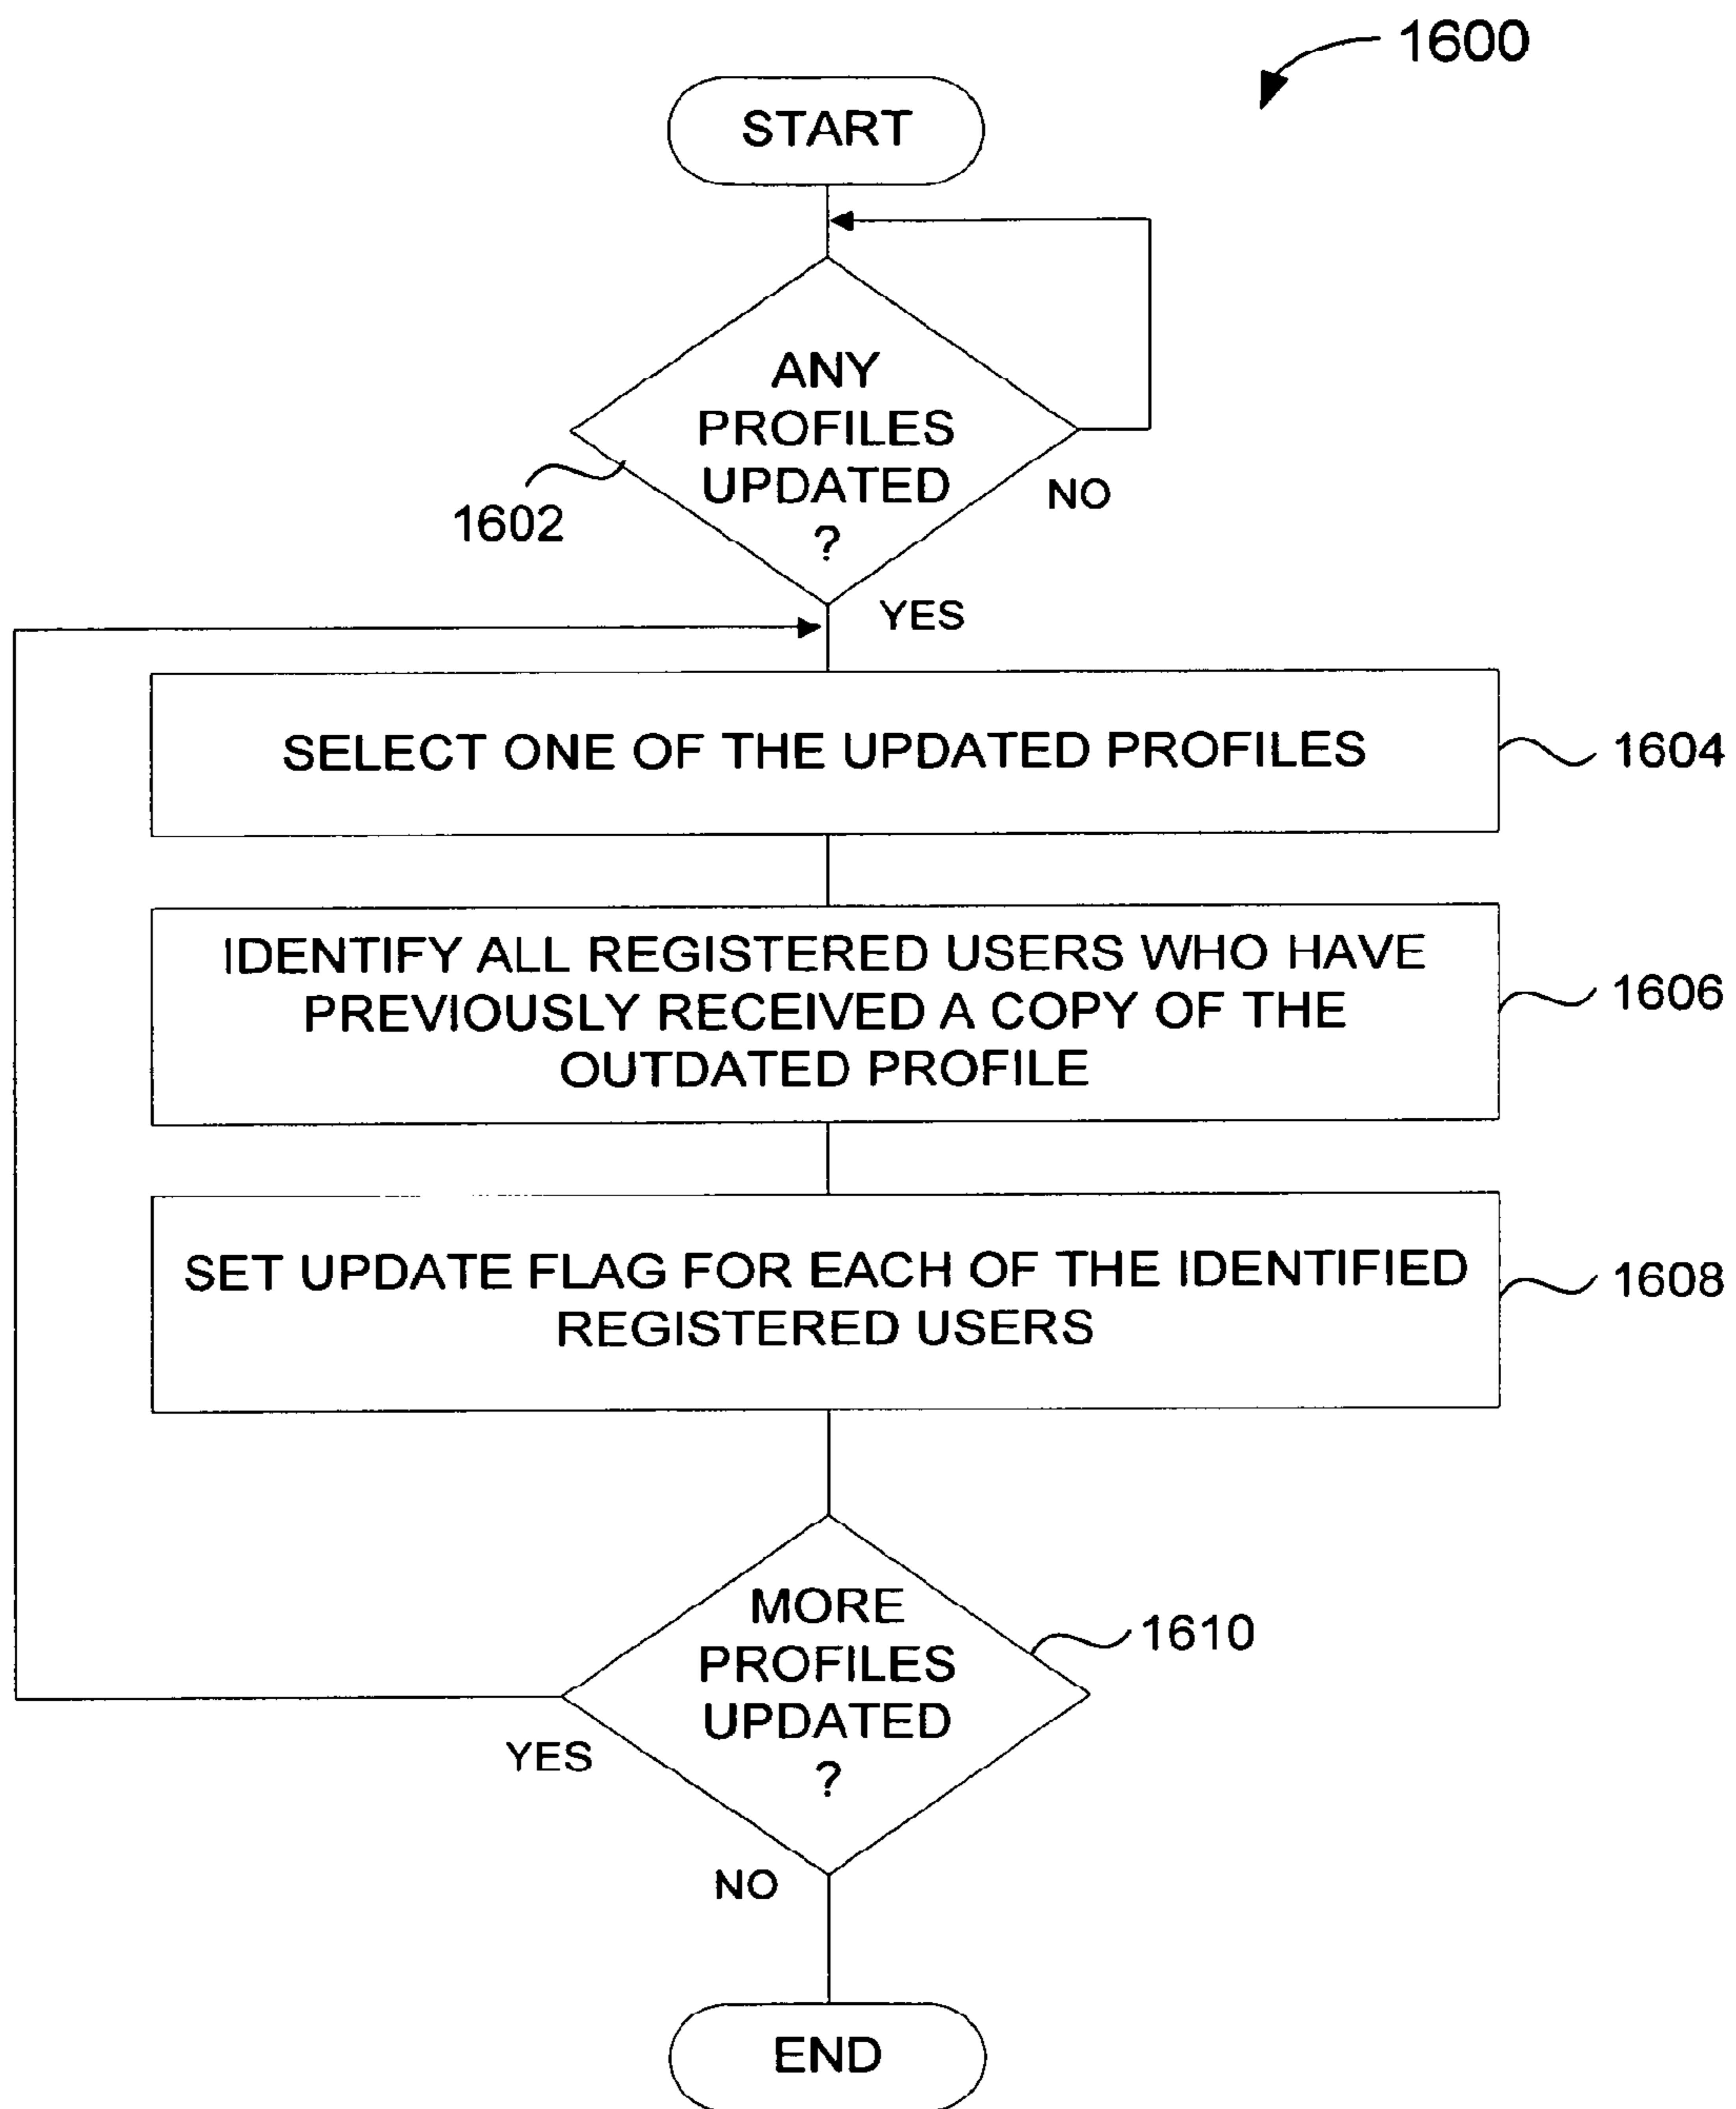 1600
START
ANY
PROFILES
UPDATED
?
NO
1602
YES
SELECT ONE OF THE UPDATED PROFILES
1604
IDENTIFY ALL REGISTERED USERS WHO HAVE
PREVIOUSLY RECEIVED A COPY OF THE
OUTDATED PROFILE
1606
SET UPDATE FLAG FOR EACH OF THE IDENTIFIED
REGISTERED USERS
1608
MORE
PROFILES
UPDATED
?
1610
YES
NO
END